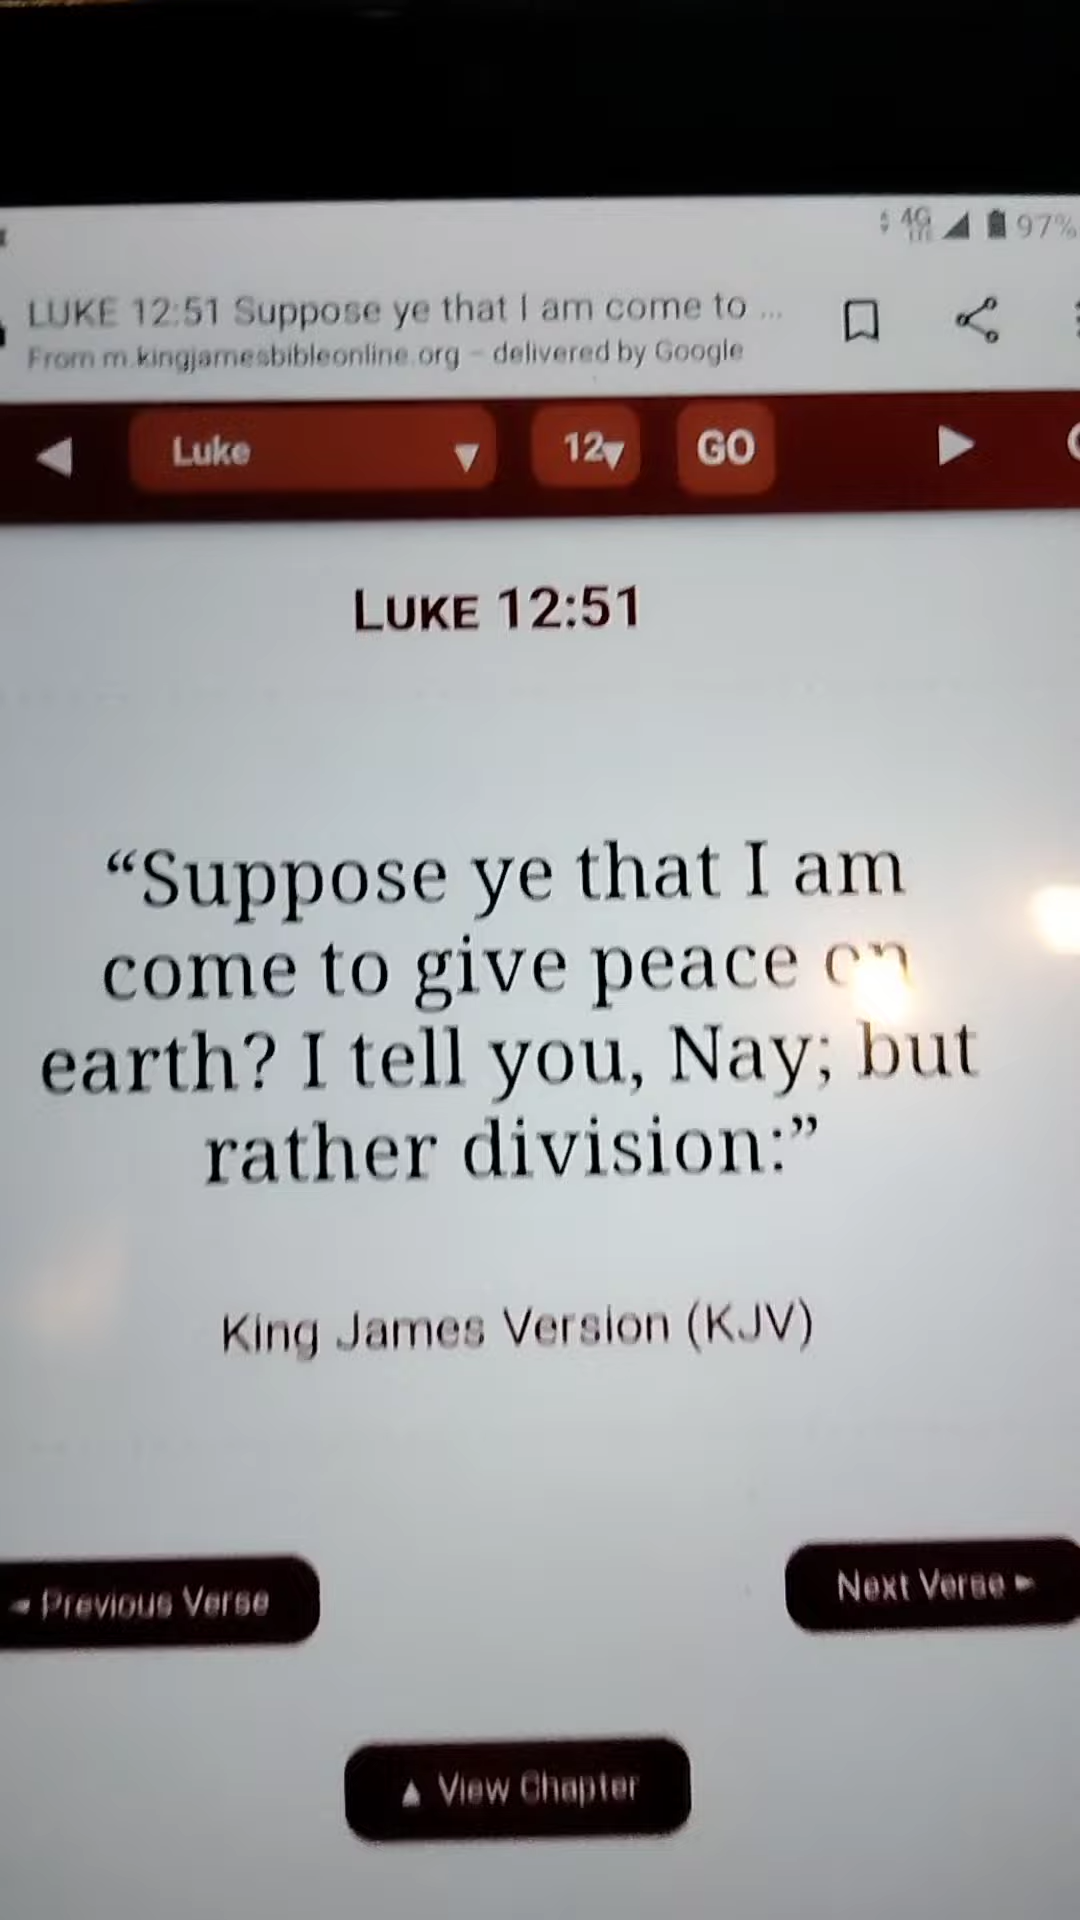 4G LTE 97%
LUKE 12:51 Suppose ye that I am come to ...
From m.kingjamesbibleonline.org – delivered by Google
Luke 12 GO
LUKE 12:51
“Suppose ye that I am
come to give peace on
earth? I tell you, Nay; but
rather division:”
King James Version (KJV)
◄ Previous Verse
Next Verse ►
▲ View Chapter